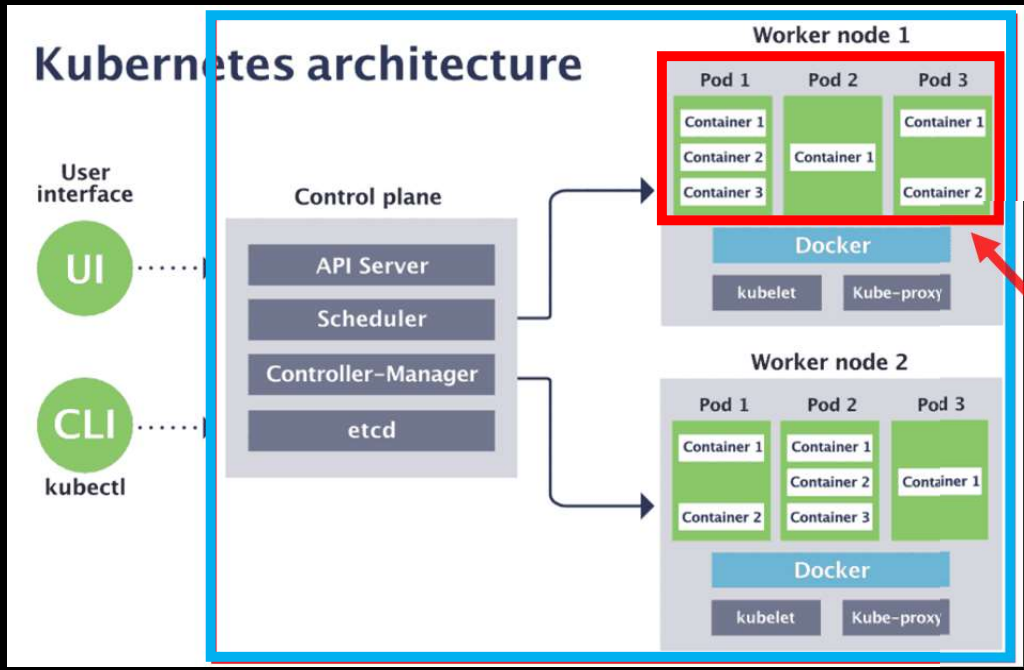 Kubernetes architecture
User
interface
UI
CLI
kubectl
Control plane
API Server
Scheduler
Controller-Manager
etcd
Worker node 1
Pod 1 Pod 2 Pod 3
Container 1
Container 2
Container 3
Container 1
Container 1
Container 2
Docker
kubelet Kube-proxy
Worker node 2
Pod 1 Pod 2 Pod 3
Container 1
Container 2
Container 1
Container 2
Container 3
Container 1
Docker
kubelet Kube-proxy